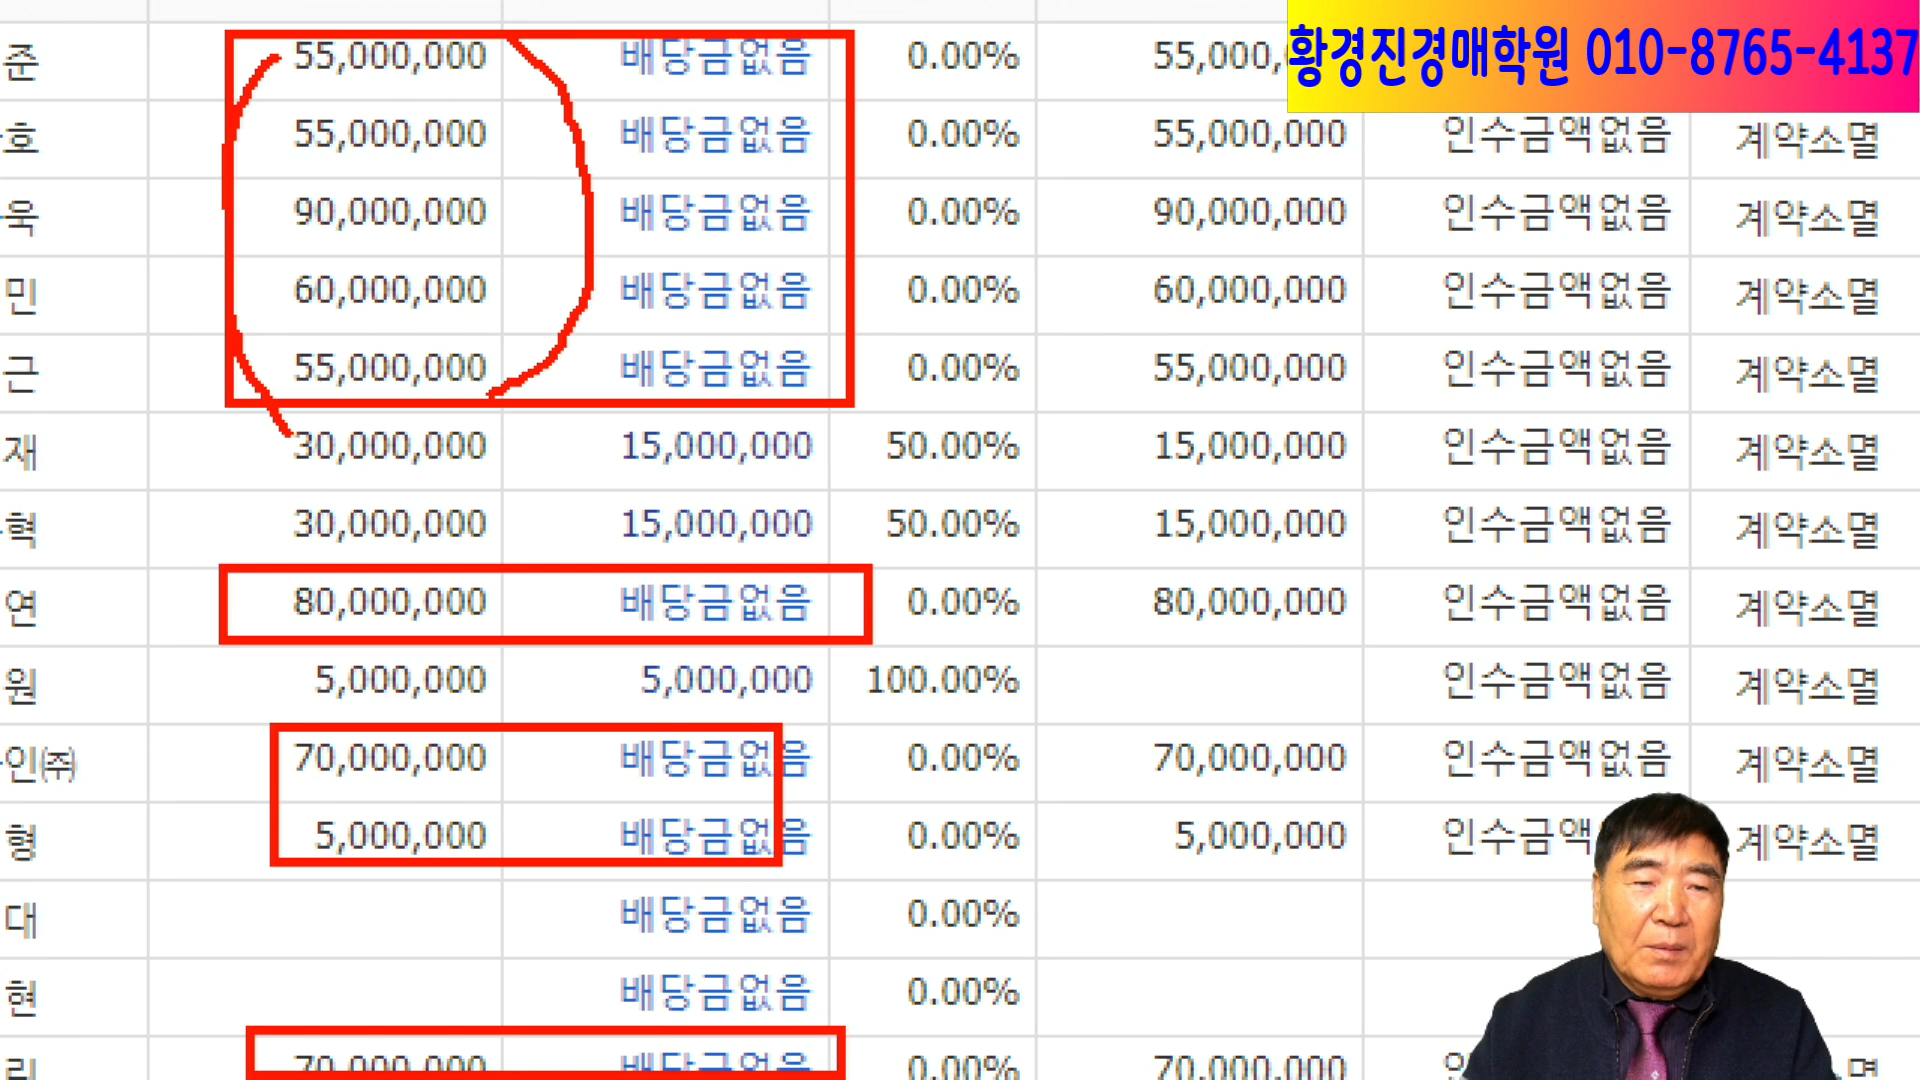 황경진경매학원 010-8765-4137
춘 55,000,000 배당금없음 0.00% 55,000,
호 55,000,000 배당금없음 0.00% 55,000,000 인수금액없음 계약소멸
욱 90,000,000 배당금없음 0.00% 90,000,000 인수금액없음 계약소멸
민 60,000,000 배당금없음 0.00% 60,000,000 인수금액없음 계약소멸
근 55,000,000 배당금없음 0.00% 55,000,000 인수금액없음 계약소멸
재 30,000,000 15,000,000 50.00% 15,000,000 인수금액없음 계약소멸
혁 30,000,000 15,000,000 50.00% 15,000,000 인수금액없음 계약소멸
연 80,000,000 배당금없음 0.00% 80,000,000 인수금액없음 계약소멸
원 5,000,000 5,000,000 100.00% 인수금액없음 계약소멸
인㈜ 70,000,000 배당금없음 0.00% 70,000,000 인수금액없음 계약소멸
형 5,000,000 배당금없음 0.00% 5,000,000 인수금액 계약소멸
대 배당금없음 0.00%
현 배당금없음 0.00%
리 70,000,000 배당금없음 0.00% 70,000,000